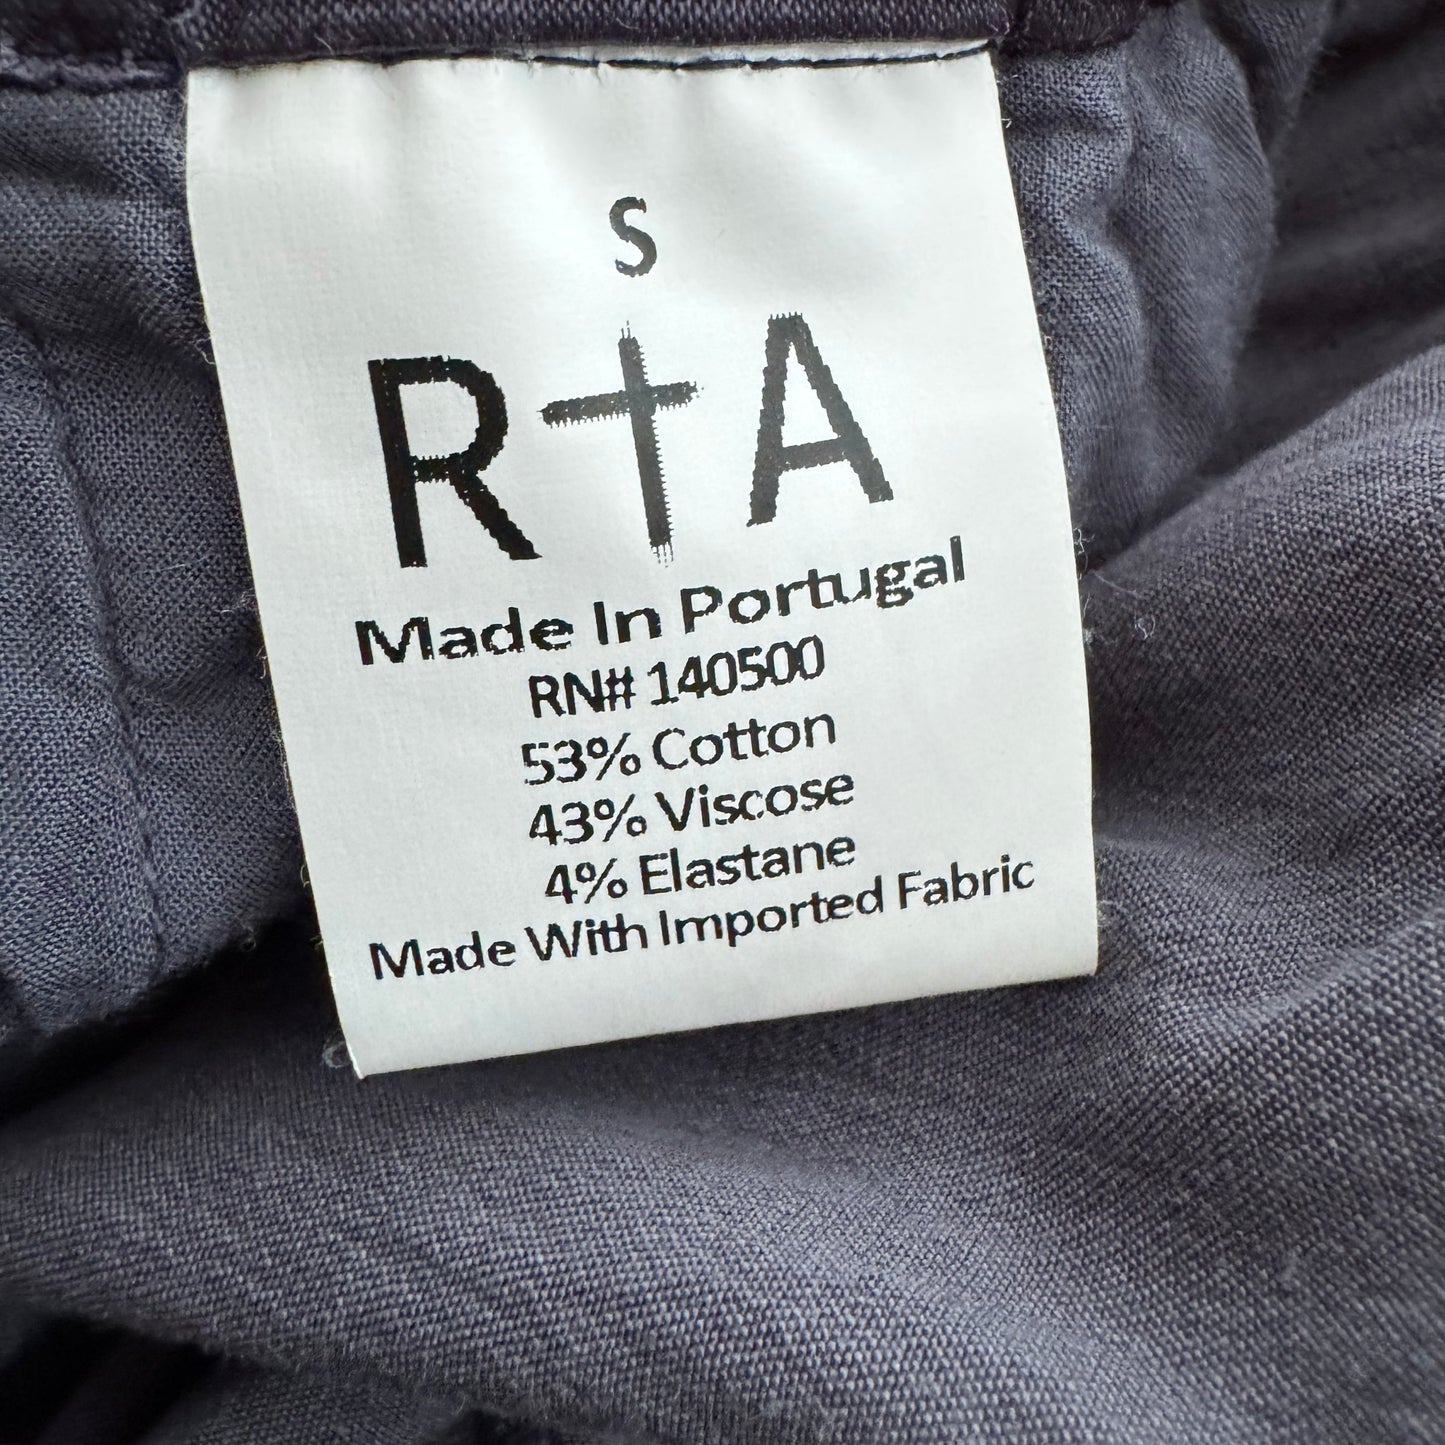 S
R†A
Made In Portugal
RN# 140500
53% Cotton
43% Viscose
4% Elastane
Made With Imported Fabric